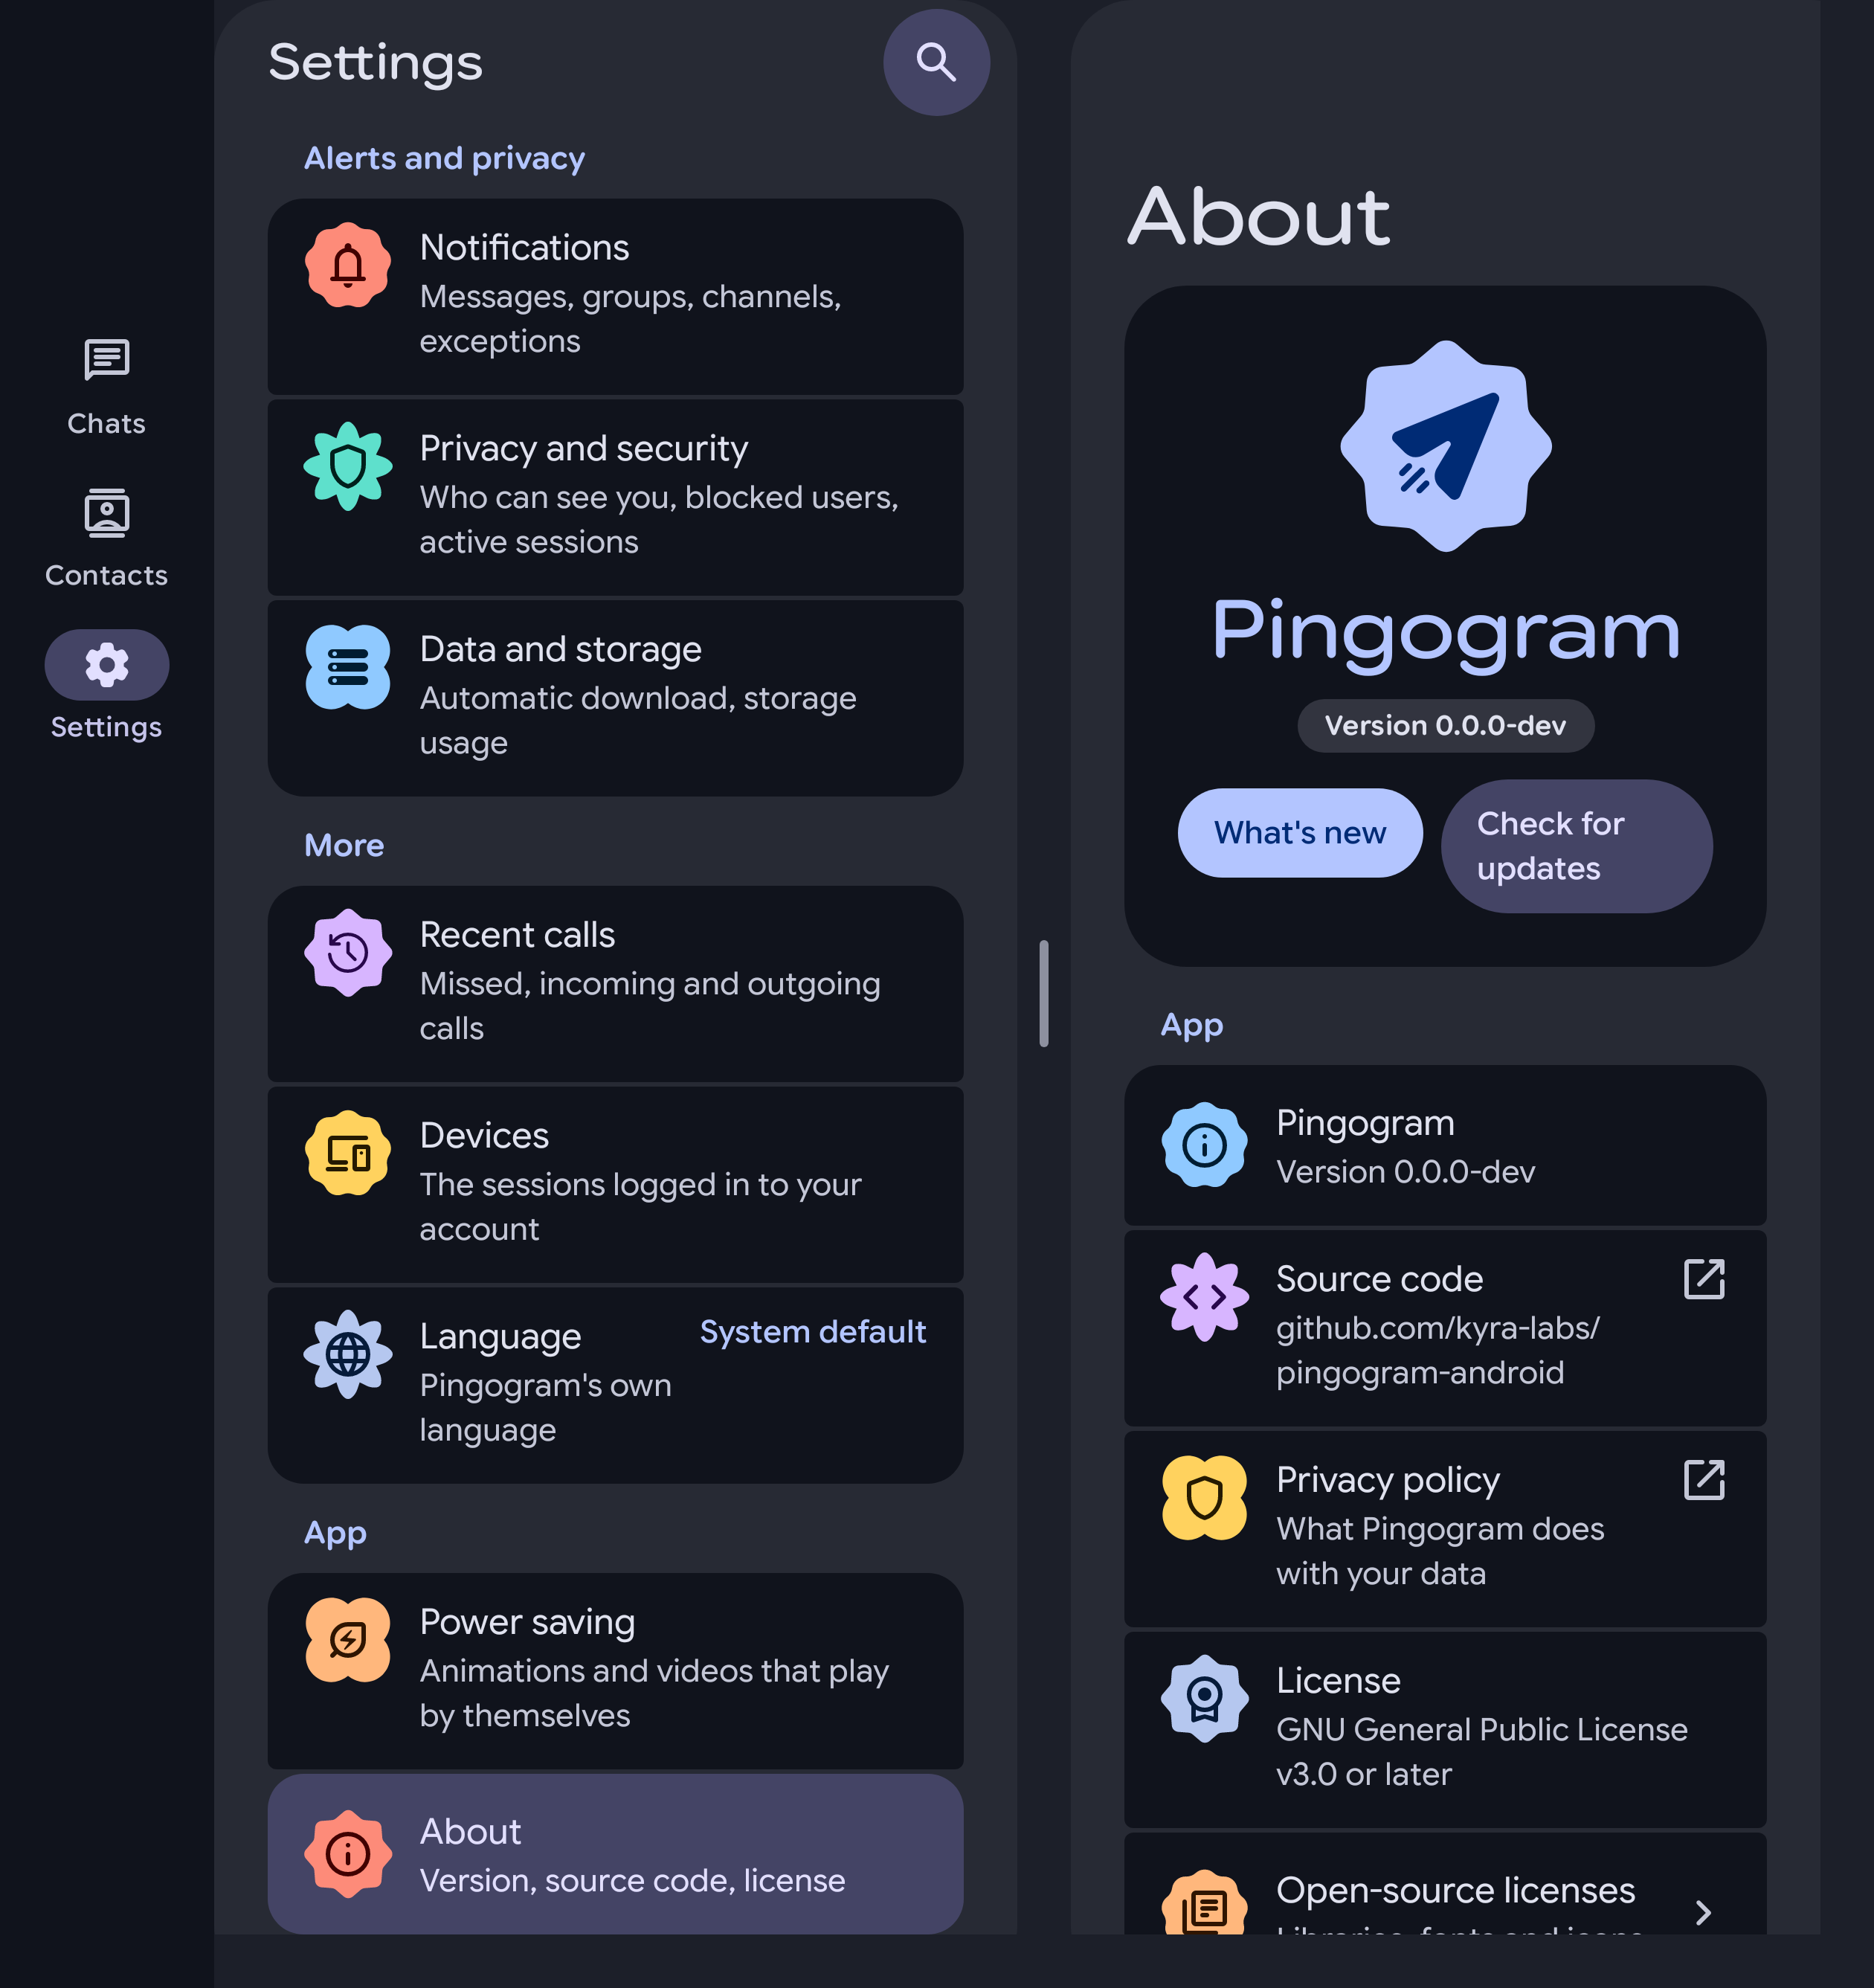 Chats
Contacts
Settings
Settings
Alerts and privacy
Notifications
Messages, groups, channels,
exceptions
Privacy and security
Who can see you, blocked users,
active sessions
Data and storage
Automatic download, storage
usage
More
Recent calls
Missed, incoming and outgoing
calls
Devices
The sessions logged in to your
account
Language
System default
Pingogram's own
language
App
Power saving
Animations and videos that play
by themselves
About
Version, source code, license
About
Pingogram
Version 0.0.0-dev
What's new
Check for
updates
App
Pingogram
Version 0.0.0-dev
Source code
github.com/kyra-labs/
pingogram-android
Privacy policy
What Pingogram does
with your data
License
GNU General Public License
v3.0 or later
Open-source licenses
Libraries, fonts and icons